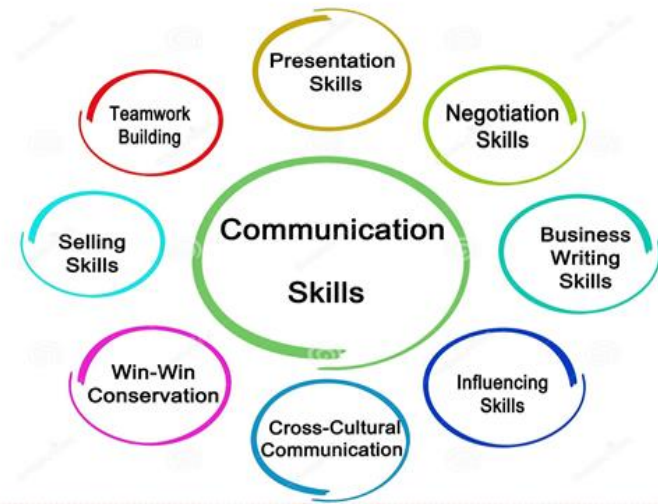 Presentation
Skills
Negotiation
Skills
Business
Writing
Skills
Influencing
Skills
Cross-Cultural
Communication
Win-Win
Conservation
Selling
Skills
Teamwork
Building
Communication
Skills